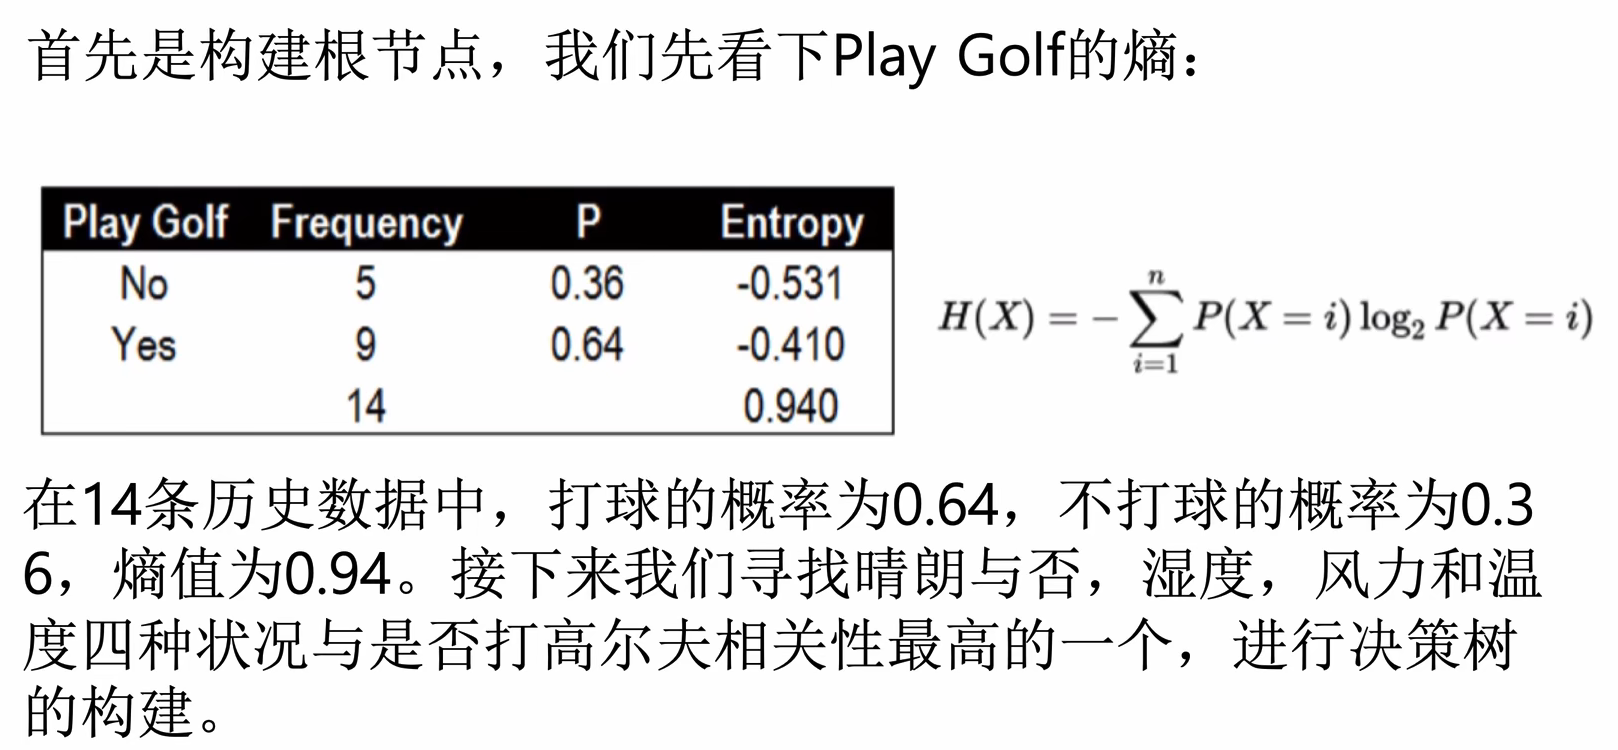 首先是构建根节点，我们先看下Play Golf的熵：
Play Golf Frequency P Entropy
No 5 0.36 -0.531
Yes 9 0.64 -0.410
14 0.940
H(X) = − ∑_{i=1}^{n} P(X = i) log₂ P(X = i)
在14条历史数据中，打球的概率为0.64，不打球的概率为0.3
6，熵值为0.94。接下来我们寻找晴朗与否，湿度，风力和温
度四种状况与是否打高尔夫相关性最高的一个，进行决策树
的构建。